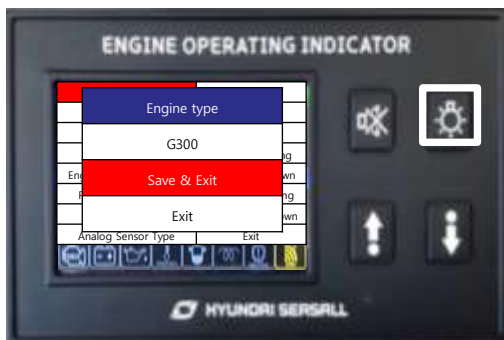 ENGINE OPERATING INDICATOR
Engine type
G300
Save & Exit
Exit
Analog Sensor Type
Exit
HYUNDAI SEASALL